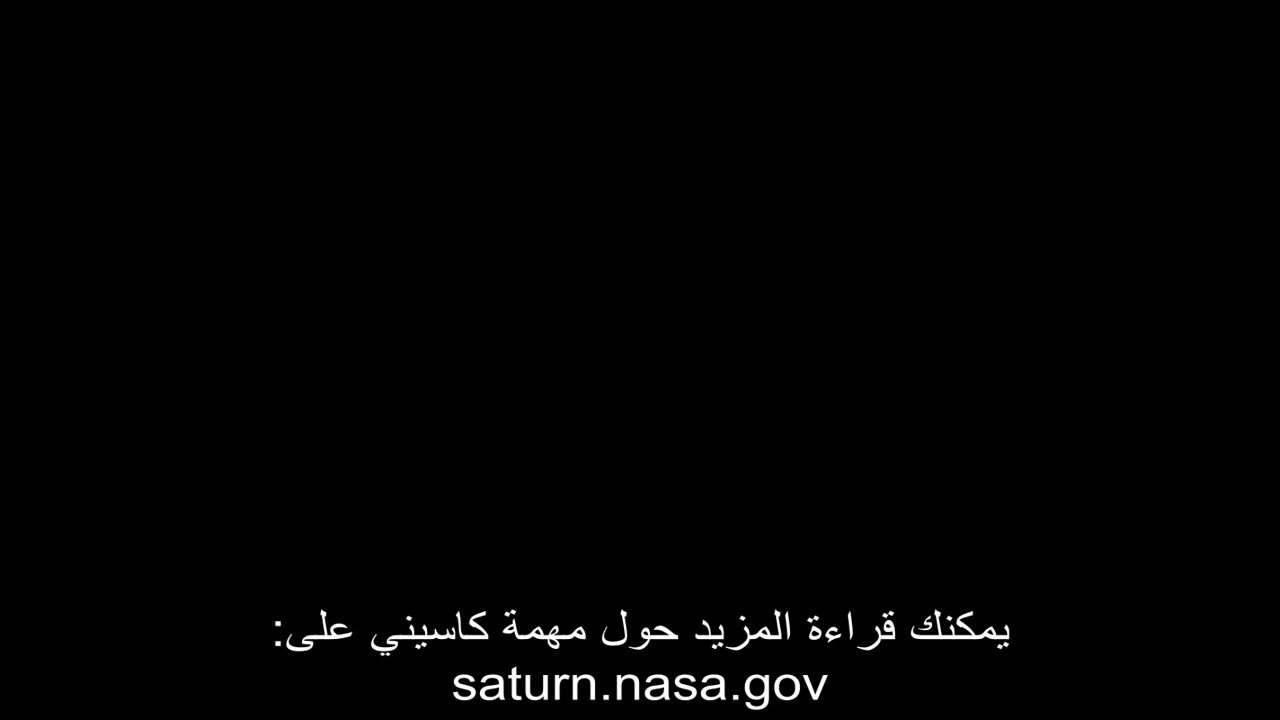 يمكنك قراءة المزيد حول مهمة كاسيني على:
saturn.nasa.gov